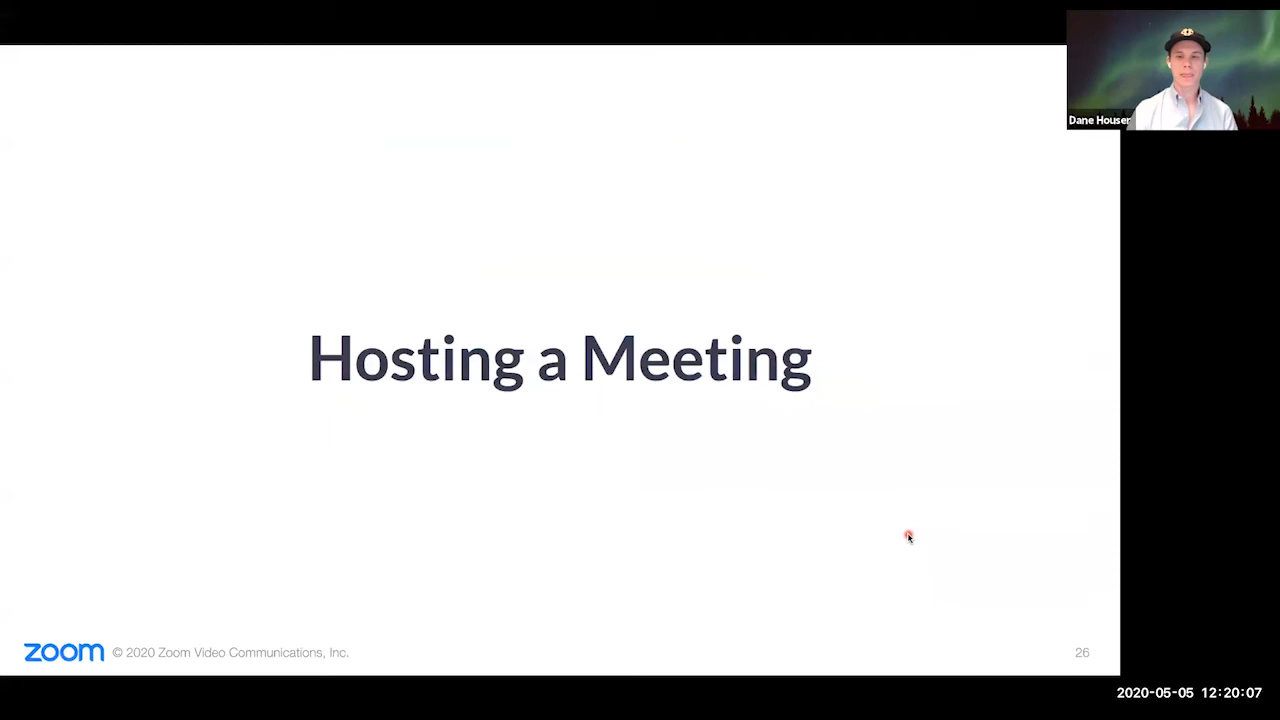 Dane Houser
Hosting a Meeting
zoom © 2020 Zoom Video Communications, Inc.
26
2020-05-05 12:20:07